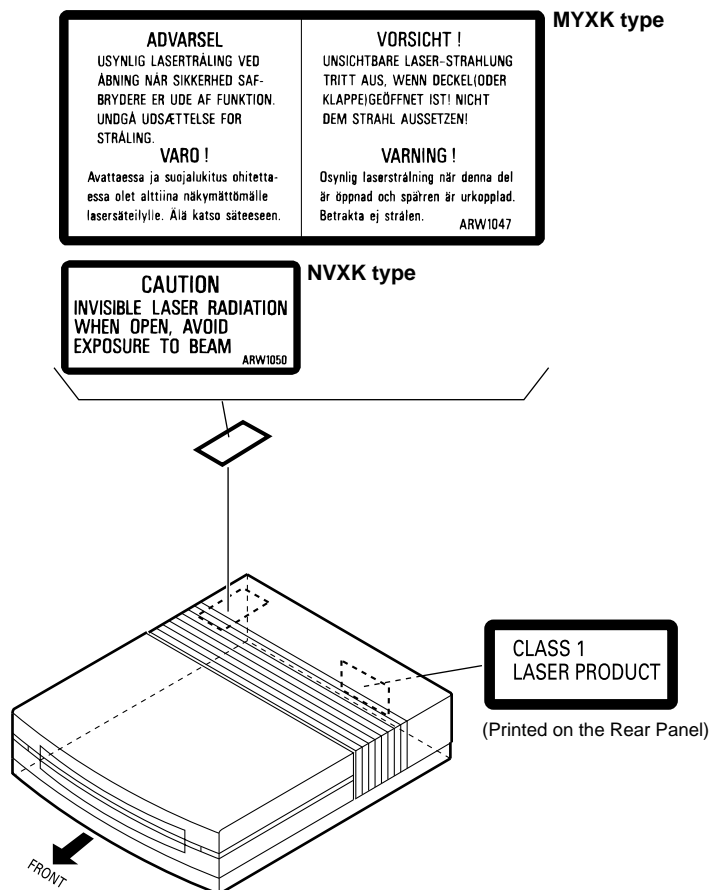 MYXK type
ADVARSEL
USYNLIG LASERTRÅLING VED
ÅBNING NÅR SIKKERHED SAF-
BRYDERE ER UDE AF FUNKTION.
UNDGÅ UDSÆTTELSE FOR
STRÅLING.
VARO !
Avattaessa ja suojalukitus ohitetta-
essa olet alttiina näkymättömälle
lasersäteilylle. Älä katso säteeseen.
VORSICHT !
UNSICHTBARE LASER-STRAHLUNG
TRITT AUS, WENN DECKEL(ODER
KLAPPE)GEÖFFNET IST! NICHT
DEM STRAHL AUSSETZEN!
VARNING !
Osynlig laserstrålning när denna del
är öppnad och spärren är urkopplad.
Betrakta ej strålen.
ARW1047
NVXK type
CAUTION
INVISIBLE LASER RADIATION
WHEN OPEN, AVOID
EXPOSURE TO BEAM
ARW1050
CLASS 1
LASER PRODUCT
(Printed on the Rear Panel)
FRONT